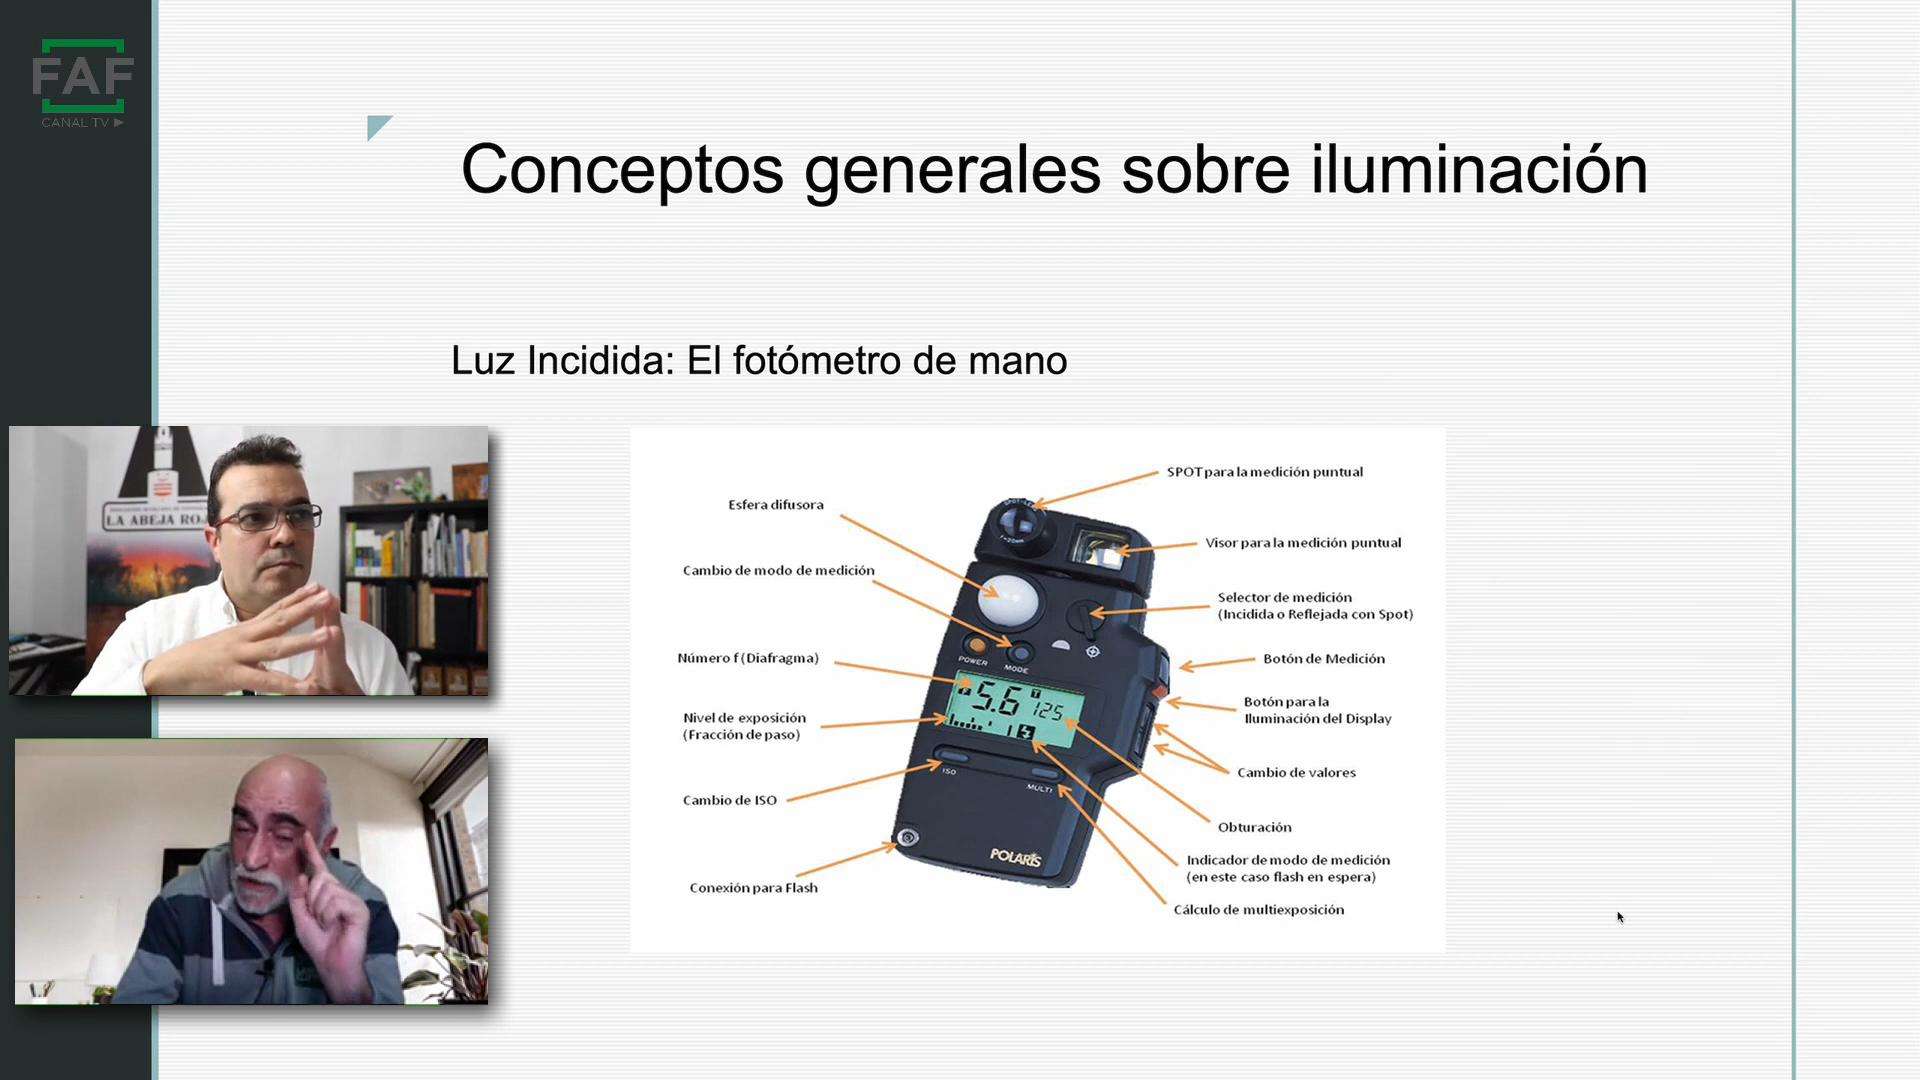 FAF
CANAL TV
Conceptos generales sobre iluminación
Luz Incidida: El fotómetro de mano
LA ABEJA ROJ
SPOT para la medición puntual
Esfera difusora
Visor para la medición puntual
Cambio de modo de medición
Selector de medición
(Incidida o Reflejada con Spot)
Número f (Diafragma)
Botón de Medición
Nivel de exposición
(Fracción de paso)
Botón para la
Iluminación del Display
Cambio de valores
Cambio de ISO
Obturación
Indicador de modo de medición
(en este caso flash en espera)
Conexión para Flash
Cálculo de multiexposición
POWER
MODE
5.6
T
125
ISO
MULTI
POLARIS